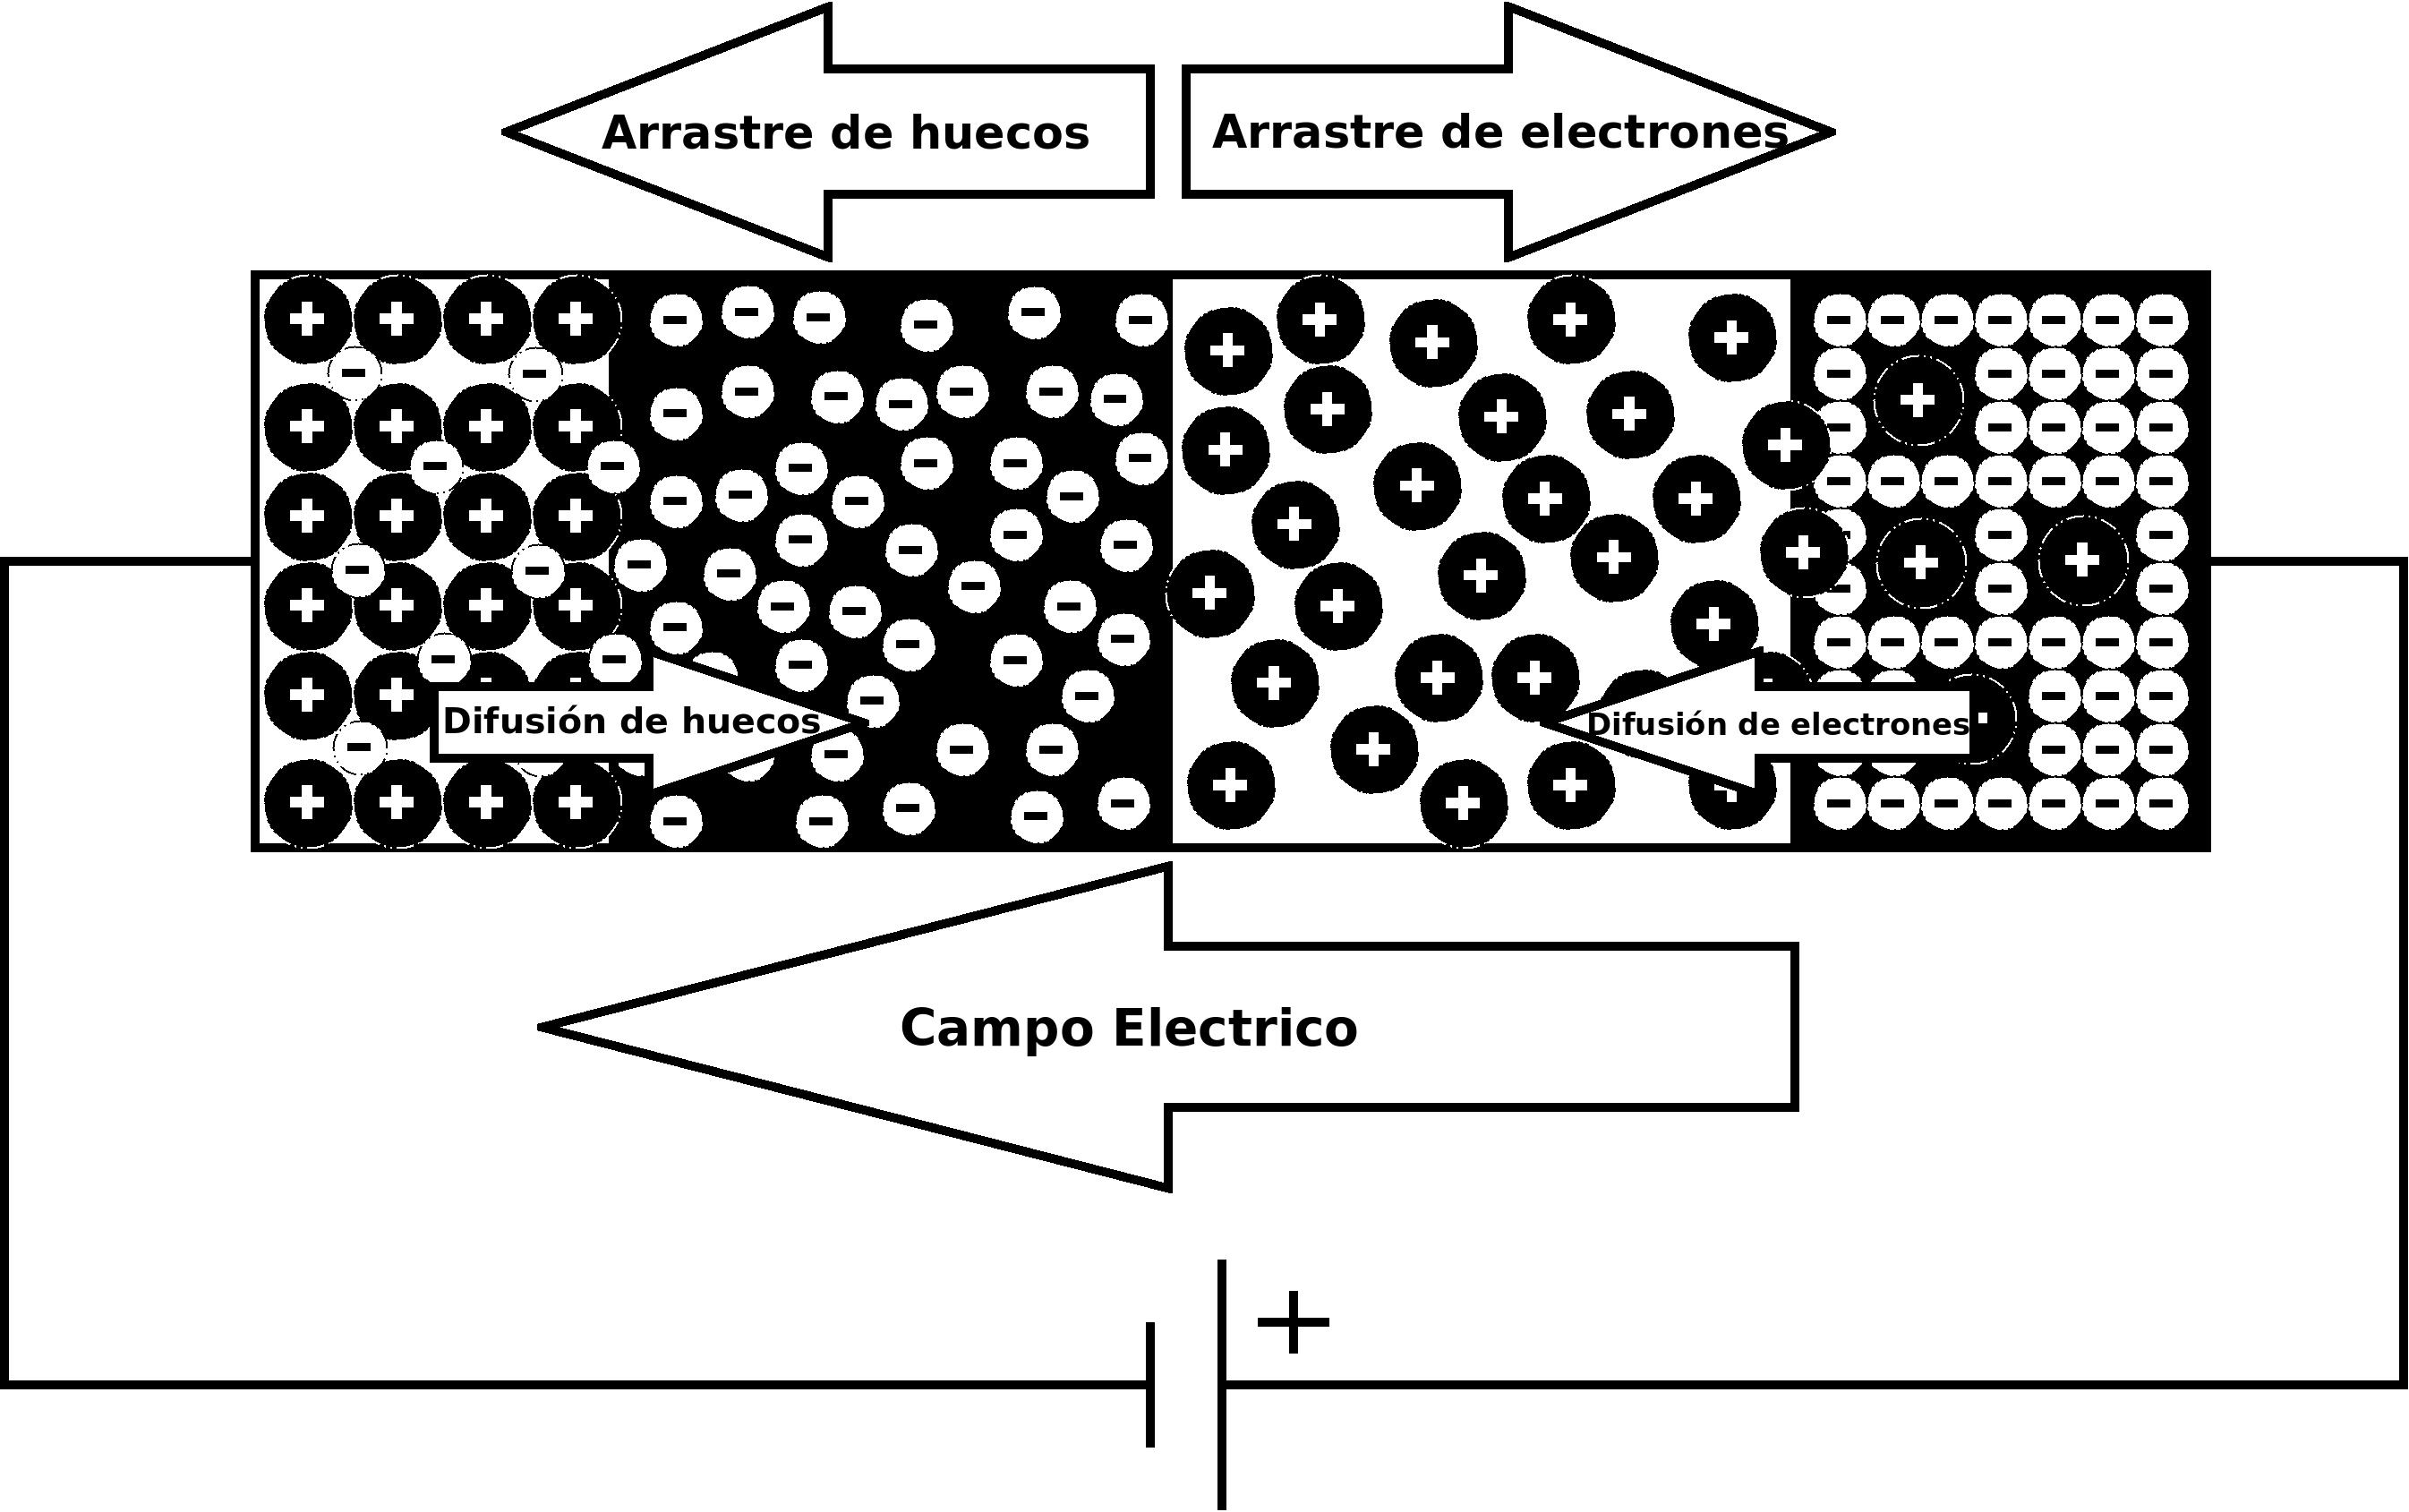 Arrastre de huecos
Arrastre de electrones
Difusión de huecos
Difusión de electrones
Campo Electrico
+